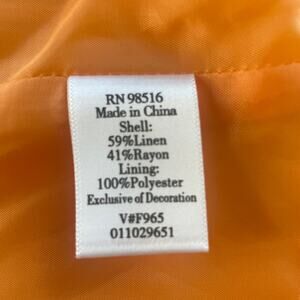 RN 98516
Made in China
Shell:
59%Linen
41%Rayon
Lining:
100%Polyester
Exclusive of Decoration
V#F965
011029651